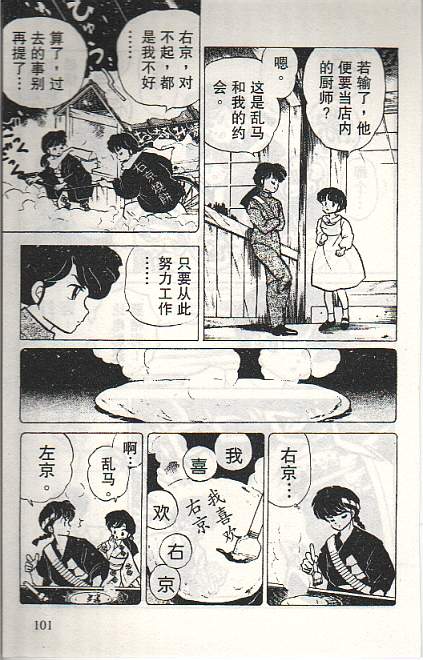 若输了，他
便要当店内
的厨师？
嗯。
这是乱马
和我的约
会。
右京，对
不起，都
是我不好
……
算了，过
去的事别
再提了…
只要从此
努力工作
……
右京…
我
喜
欢
右
京
我喜欢
右京
啊…
乱马。
左京。
101